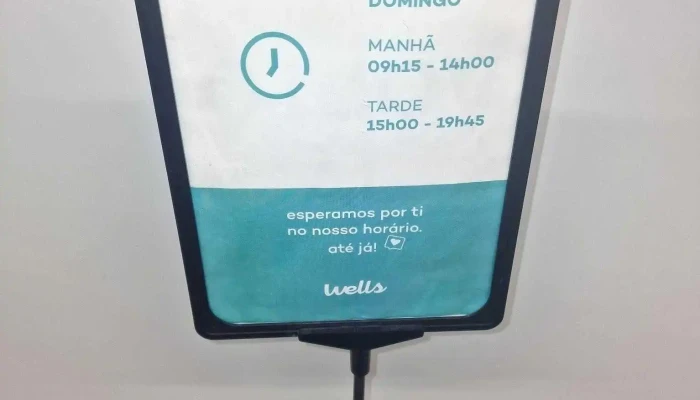 DOMINGO
MANHÃ
09h15 - 14h00
TARDE
15h00 - 19h45
esperamos por ti
no nosso horário.
até já!
wells